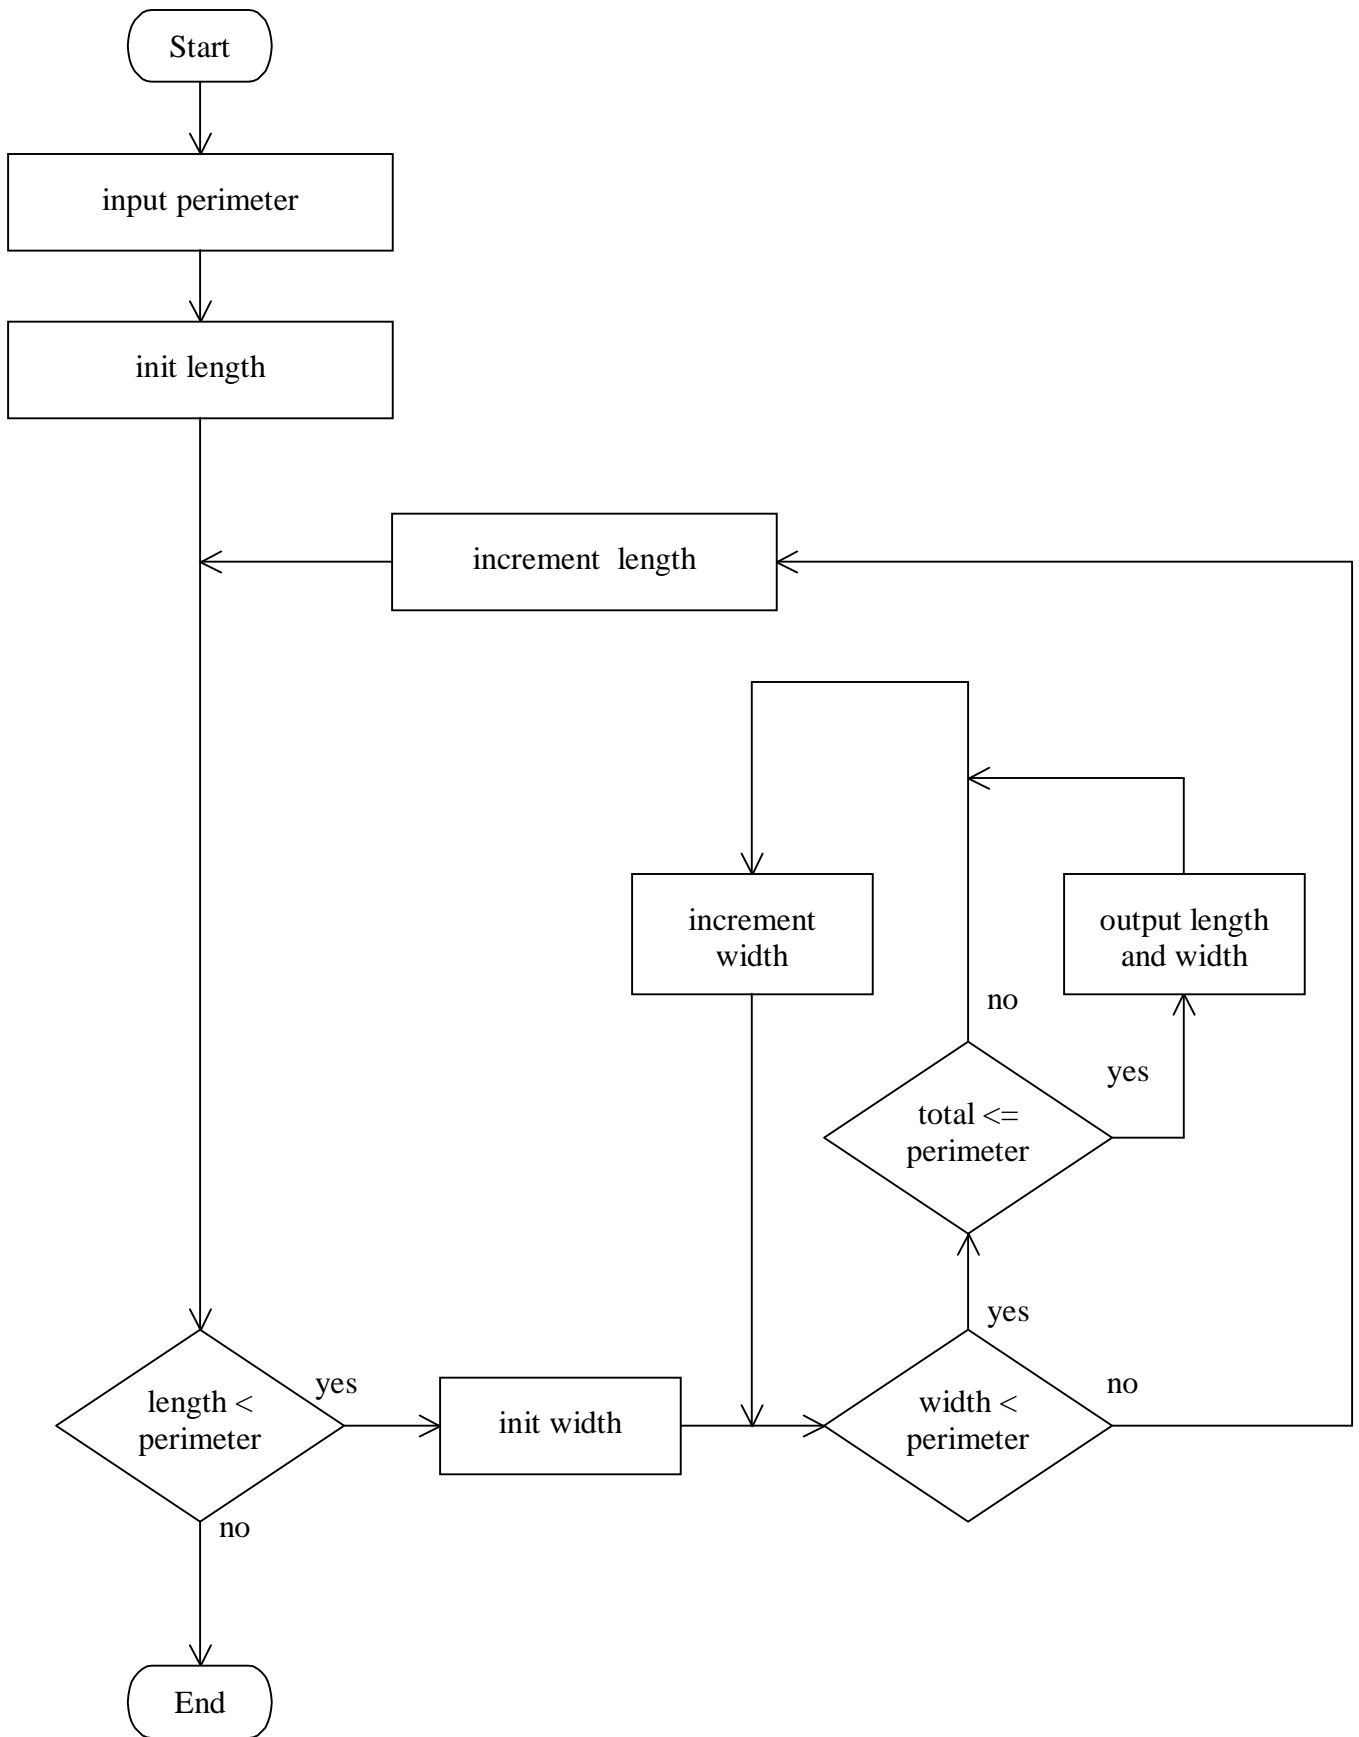 Start
input perimeter
init length
increment  length
increment
width
output length
and width
no
yes
total <=
perimeter
yes
length <
perimeter
yes
init width
width <
perimeter
no
no
End